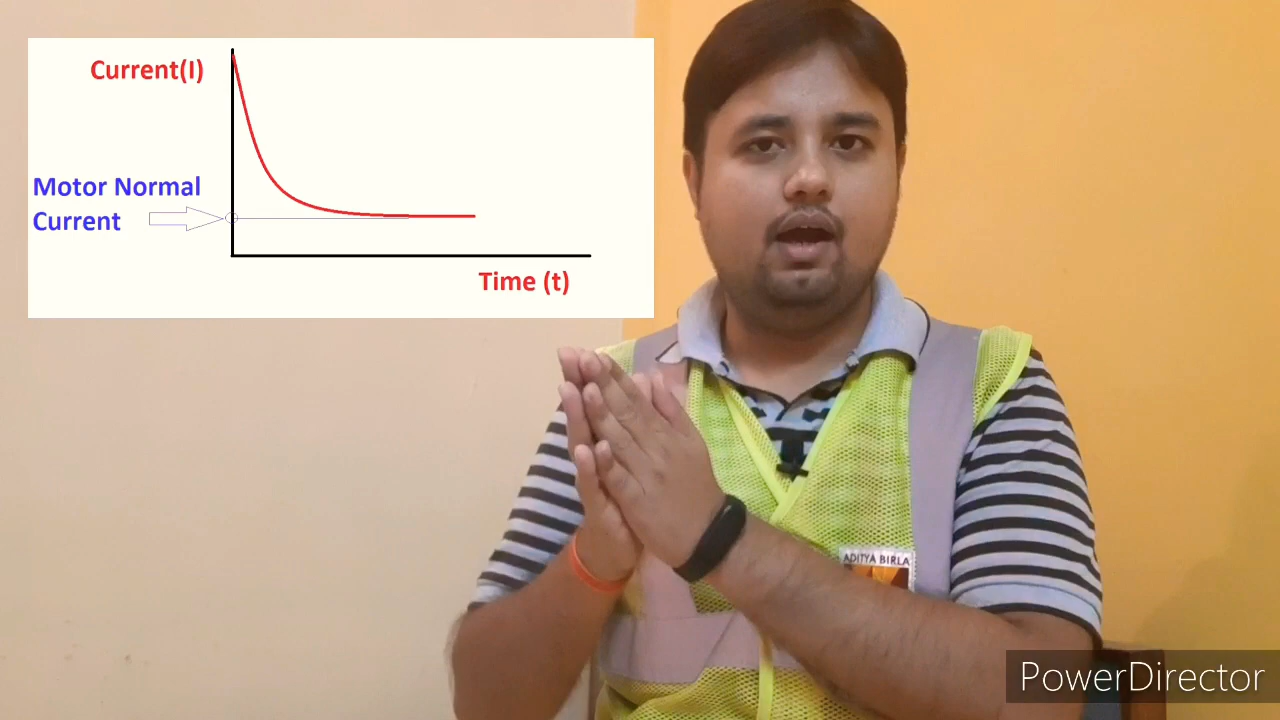 Current(I)
Motor Normal
Current
Time (t)
ADITYA BIRLA
PowerDirector